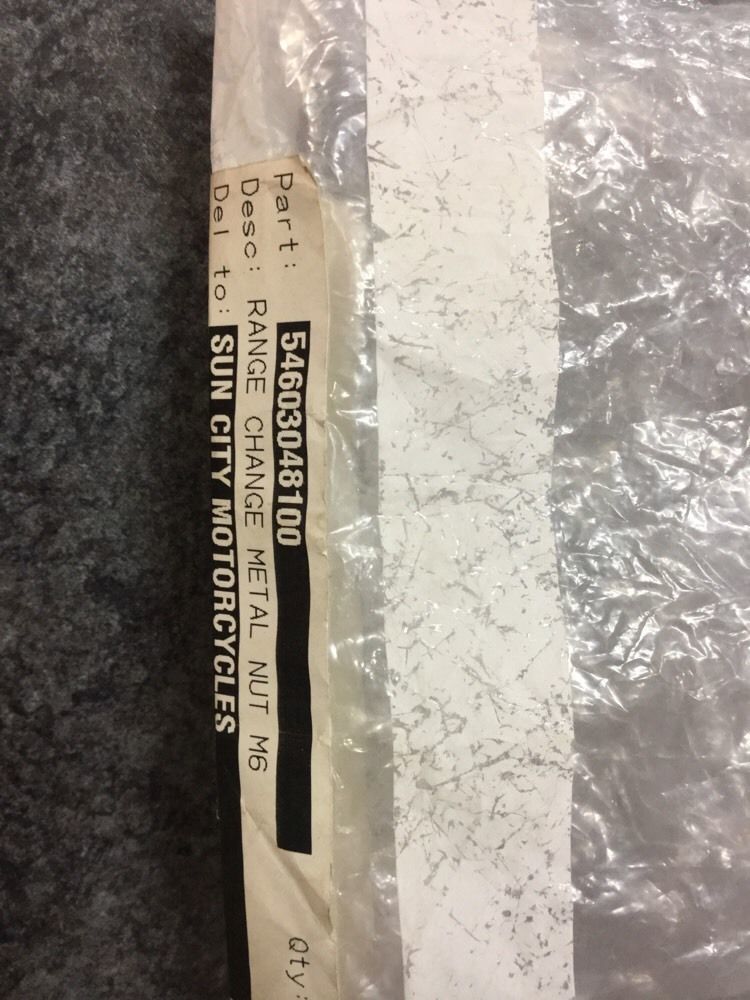 Part: 54603048100
Desc: RANGE CHANGE METAL NUT M6 Qty:
Del to: SUN CITY MOTORCYCLES